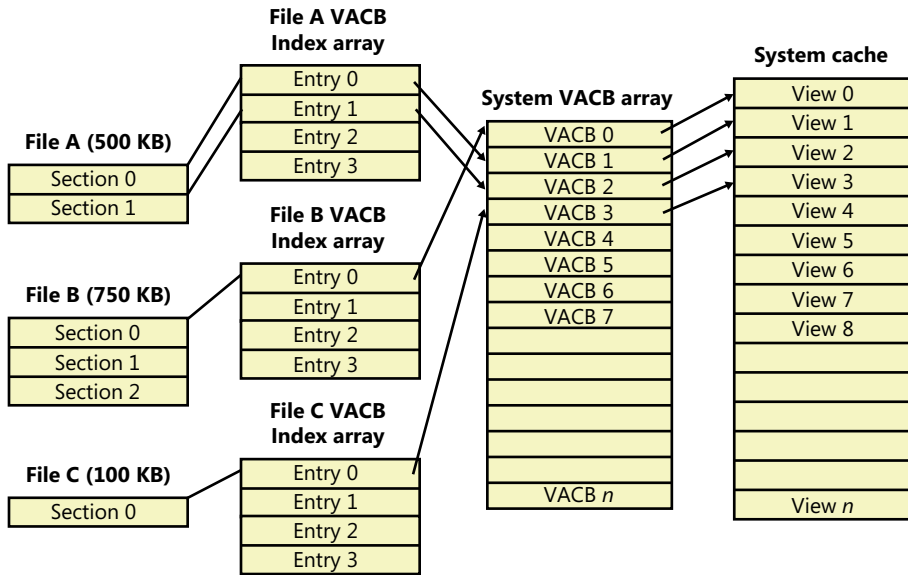 File A VACB
Index array
Entry 0
Entry 1
Entry 2
Entry 3
File A (500 KB)
Section 0
Section 1
File B VACB
Index array
Entry 0
Entry 1
Entry 2
Entry 3
File B (750 KB)
Section 0
Section 1
Section 2
File C VACB
Index array
Entry 0
Entry 1
Entry 2
Entry 3
File C (100 KB)
Section 0
System VACB array
VACB 0
VACB 1
VACB 2
VACB 3
VACB 4
VACB 5
VACB 6
VACB 7
VACB n
System cache
View 0
View 1
View 2
View 3
View 4
View 5
View 6
View 7
View 8
View n